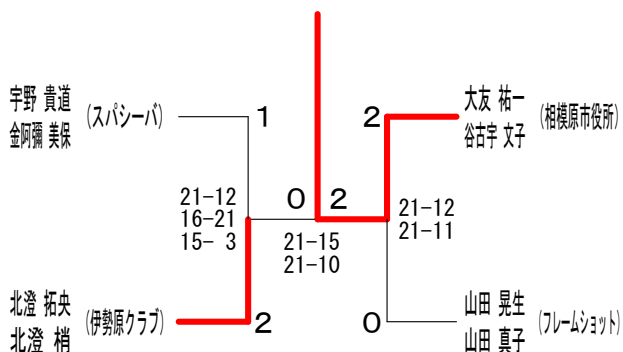 宇野 貴道
金阿彌 美保
(スパシーバ)
1
2
大友 祐一
谷古宇 文子
(相模原市役所)
21-12
16-21
15- 3
0
2
21-12
21-11
21-15
21-10
北澄 拓央
北澄 梢
(伊勢原クラブ)
2
0
山田 晃生
山田 真子
(フレームショット)